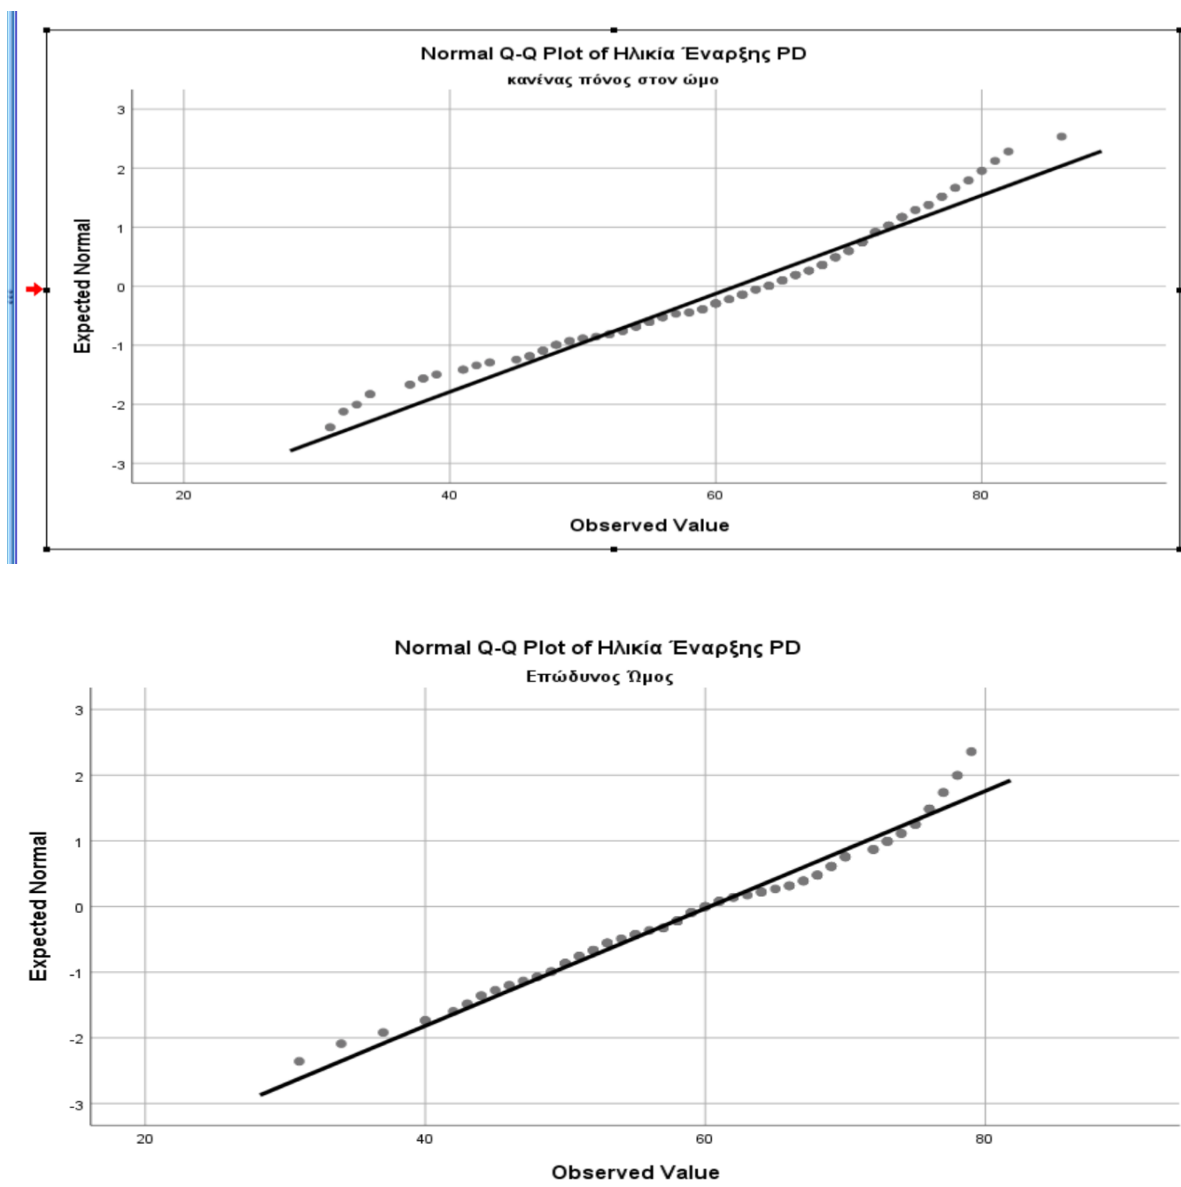 Normal Q-Q Plot of Ηλικία Έναρξης PD
κανένας πόνος στον ώμο
3
2
1
0
-1
-2
-3
Expected Normal
20 40 60 80
Observed Value
Normal Q-Q Plot of Ηλικία Έναρξης PD
Επώδυνος Ώμος
3
2
1
0
-1
-2
-3
Expected Normal
20 40 60 80
Observed Value